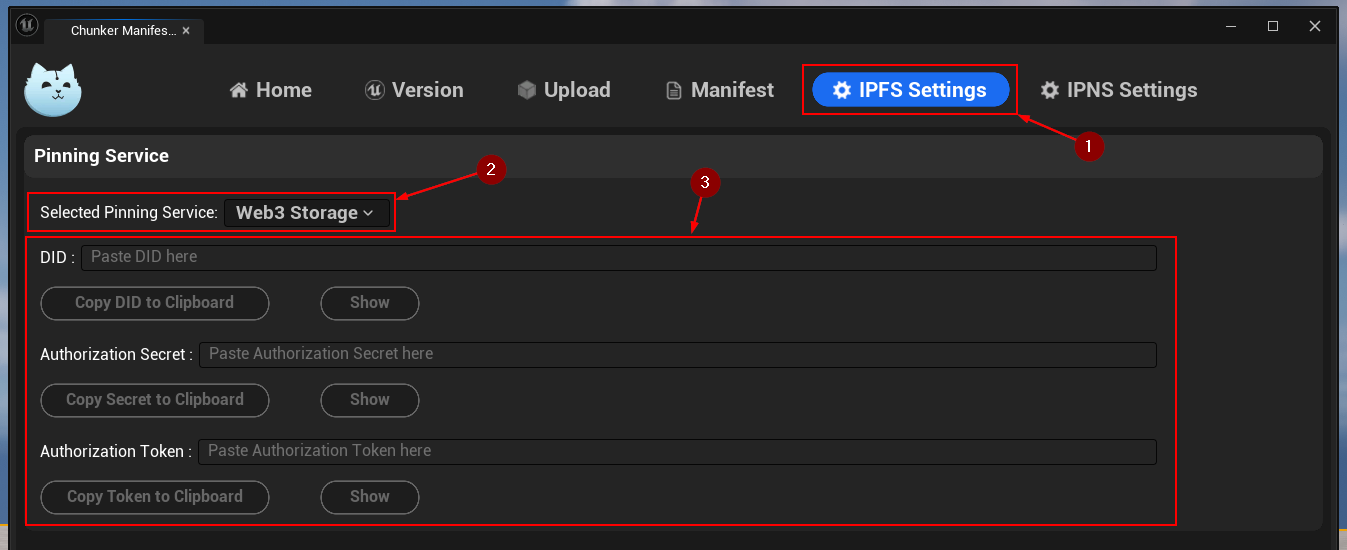 Chunker Manifes...
Home Version Upload Manifest IPFS Settings IPNS Settings
1
Pinning Service
2
3
Selected Pinning Service: Web3 Storage
DID : Paste DID here
Copy DID to Clipboard Show
Authorization Secret : Paste Authorization Secret here
Copy Secret to Clipboard Show
Authorization Token : Paste Authorization Token here
Copy Token to Clipboard Show